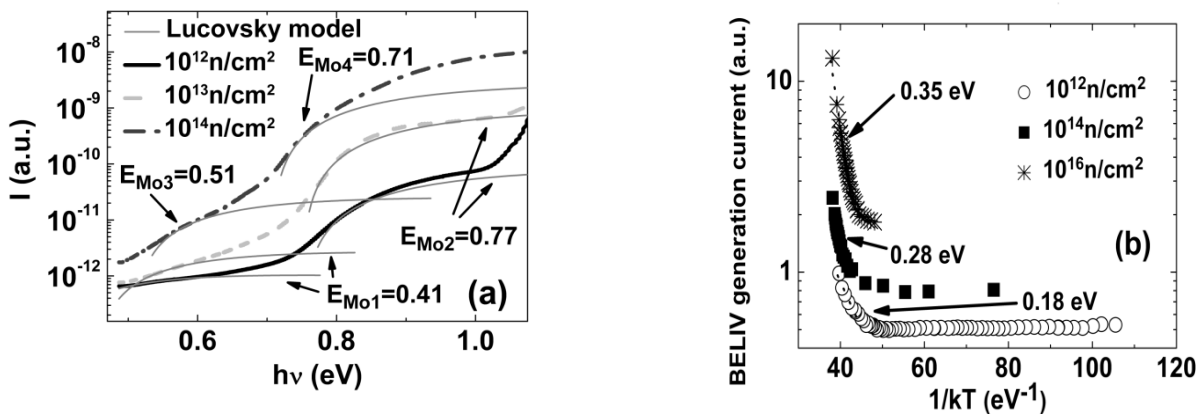 I (a.u.)
10⁻⁸
10⁻⁹
10⁻¹⁰
10⁻¹¹
10⁻¹²
Lucovsky model
10¹²n/cm²
10¹³n/cm²
10¹⁴n/cm²
E_Mo4=0.71
E_Mo3=0.51
E_Mo2=0.77
E_Mo1=0.41
(a)
0.6 0.8 1.0
hν (eV)
BELIV generation current (a.u.)
10
1
0.35 eV
0.28 eV
0.18 eV
10¹²n/cm²
10¹⁴n/cm²
10¹⁶n/cm²
(b)
40 60 80 100 120
1/kT (eV⁻¹)